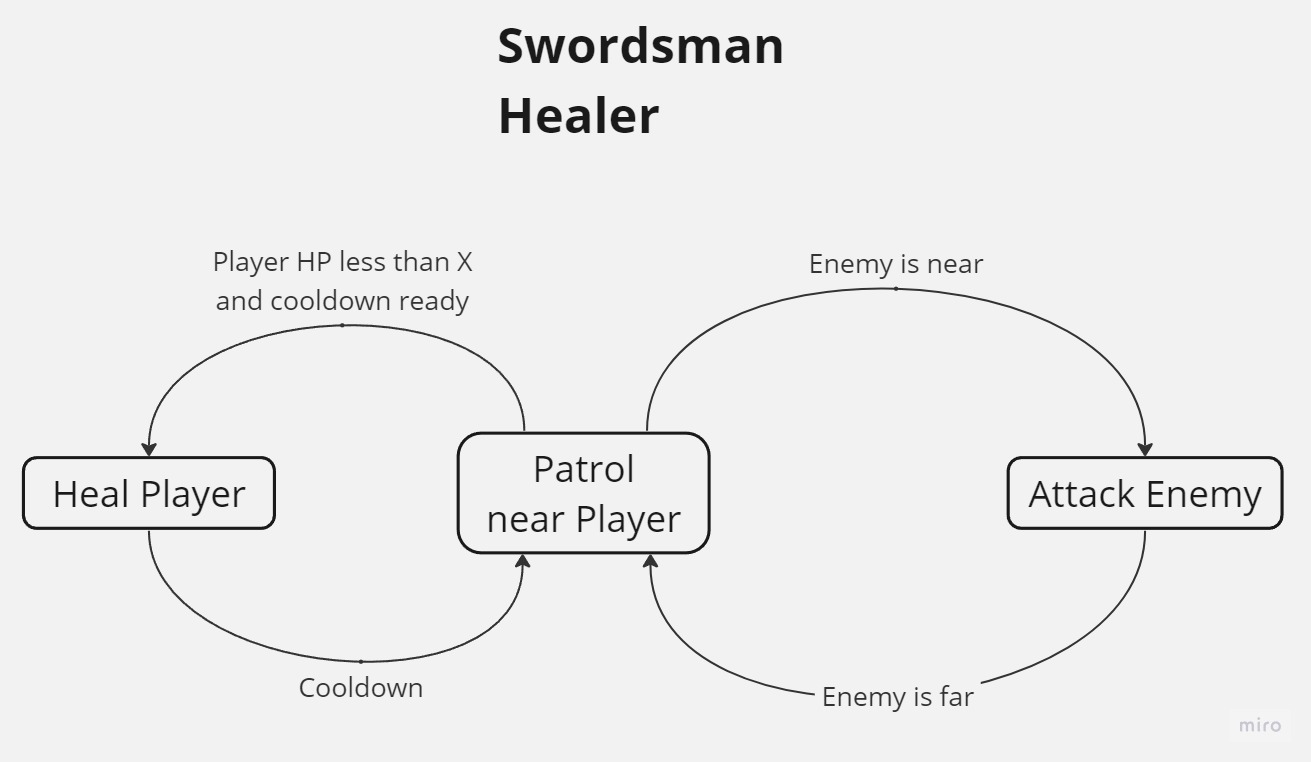 Swordsman
Healer
Player HP less than X
and cooldown ready
Enemy is near
Heal Player
Patrol
near Player
Attack Enemy
Cooldown
Enemy is far
miro